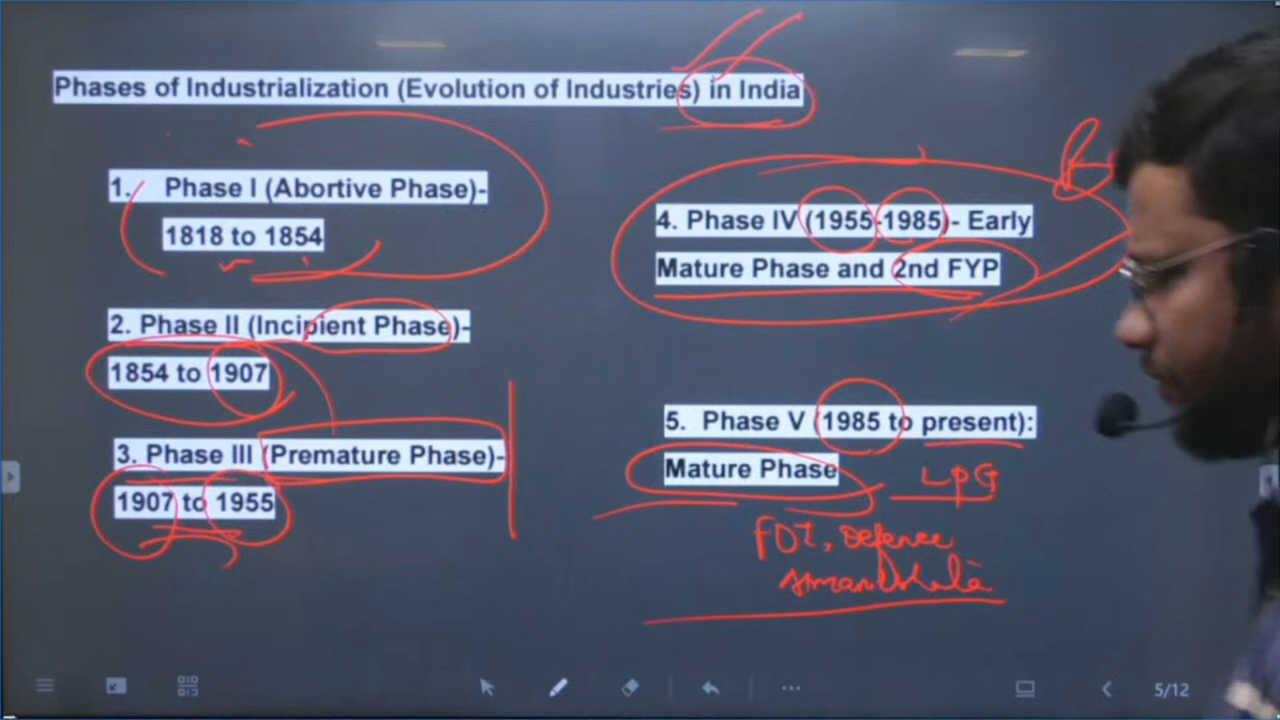 Phases of Industrialization (Evolution of Industries) in India
1. Phase I (Abortive Phase)-
1818 to 1854
2. Phase II (Incipient Phase)-
1854 to 1907
3. Phase III (Premature Phase)-
1907 to 1955
4. Phase IV (1955-1985)- Early
Mature Phase and 2nd FYP
5. Phase V (1985 to present):
Mature Phase
LPG
FDI, Defence
5/12